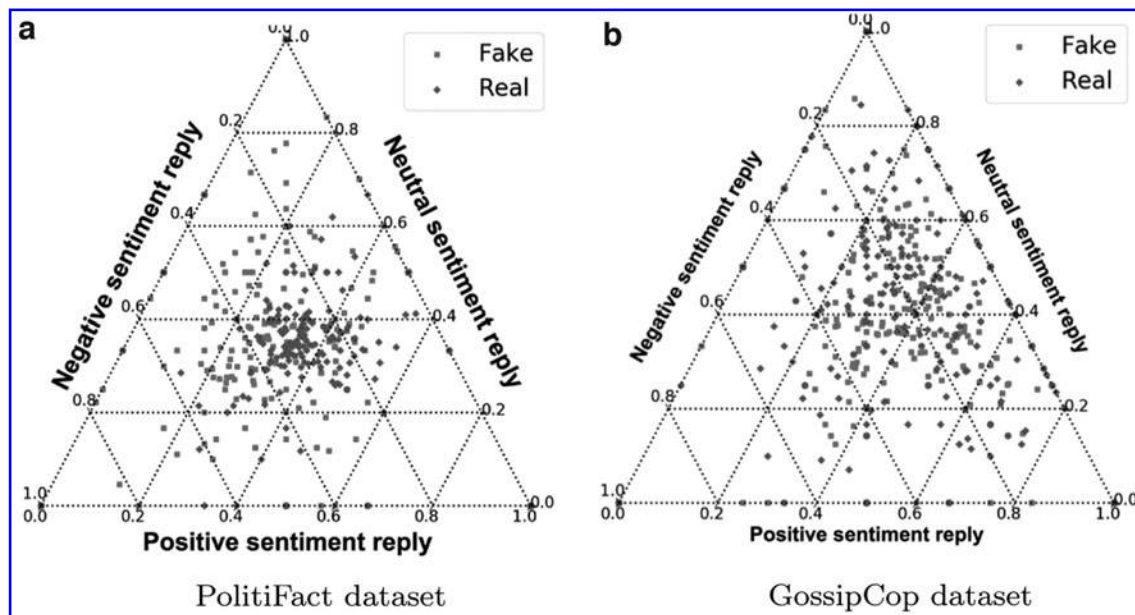 a
0.0
1.0
Fake
Real
0.2
0.8
Negative sentiment reply
Neutral sentiment reply
0.4
0.6
0.6
0.4
0.8
0.2
1.0
0.0
0.0
0.2
0.4
0.6
0.8
1.0
Positive sentiment reply
PolitiFact dataset
b
0.0
1.0
Fake
Real
0.2
0.8
Negative sentiment reply
Neutral sentiment reply
0.4
0.6
0.6
0.4
0.8
0.2
1.0
0.0
0.0
0.2
0.4
0.6
0.8
1.0
Positive sentiment reply
GossipCop dataset